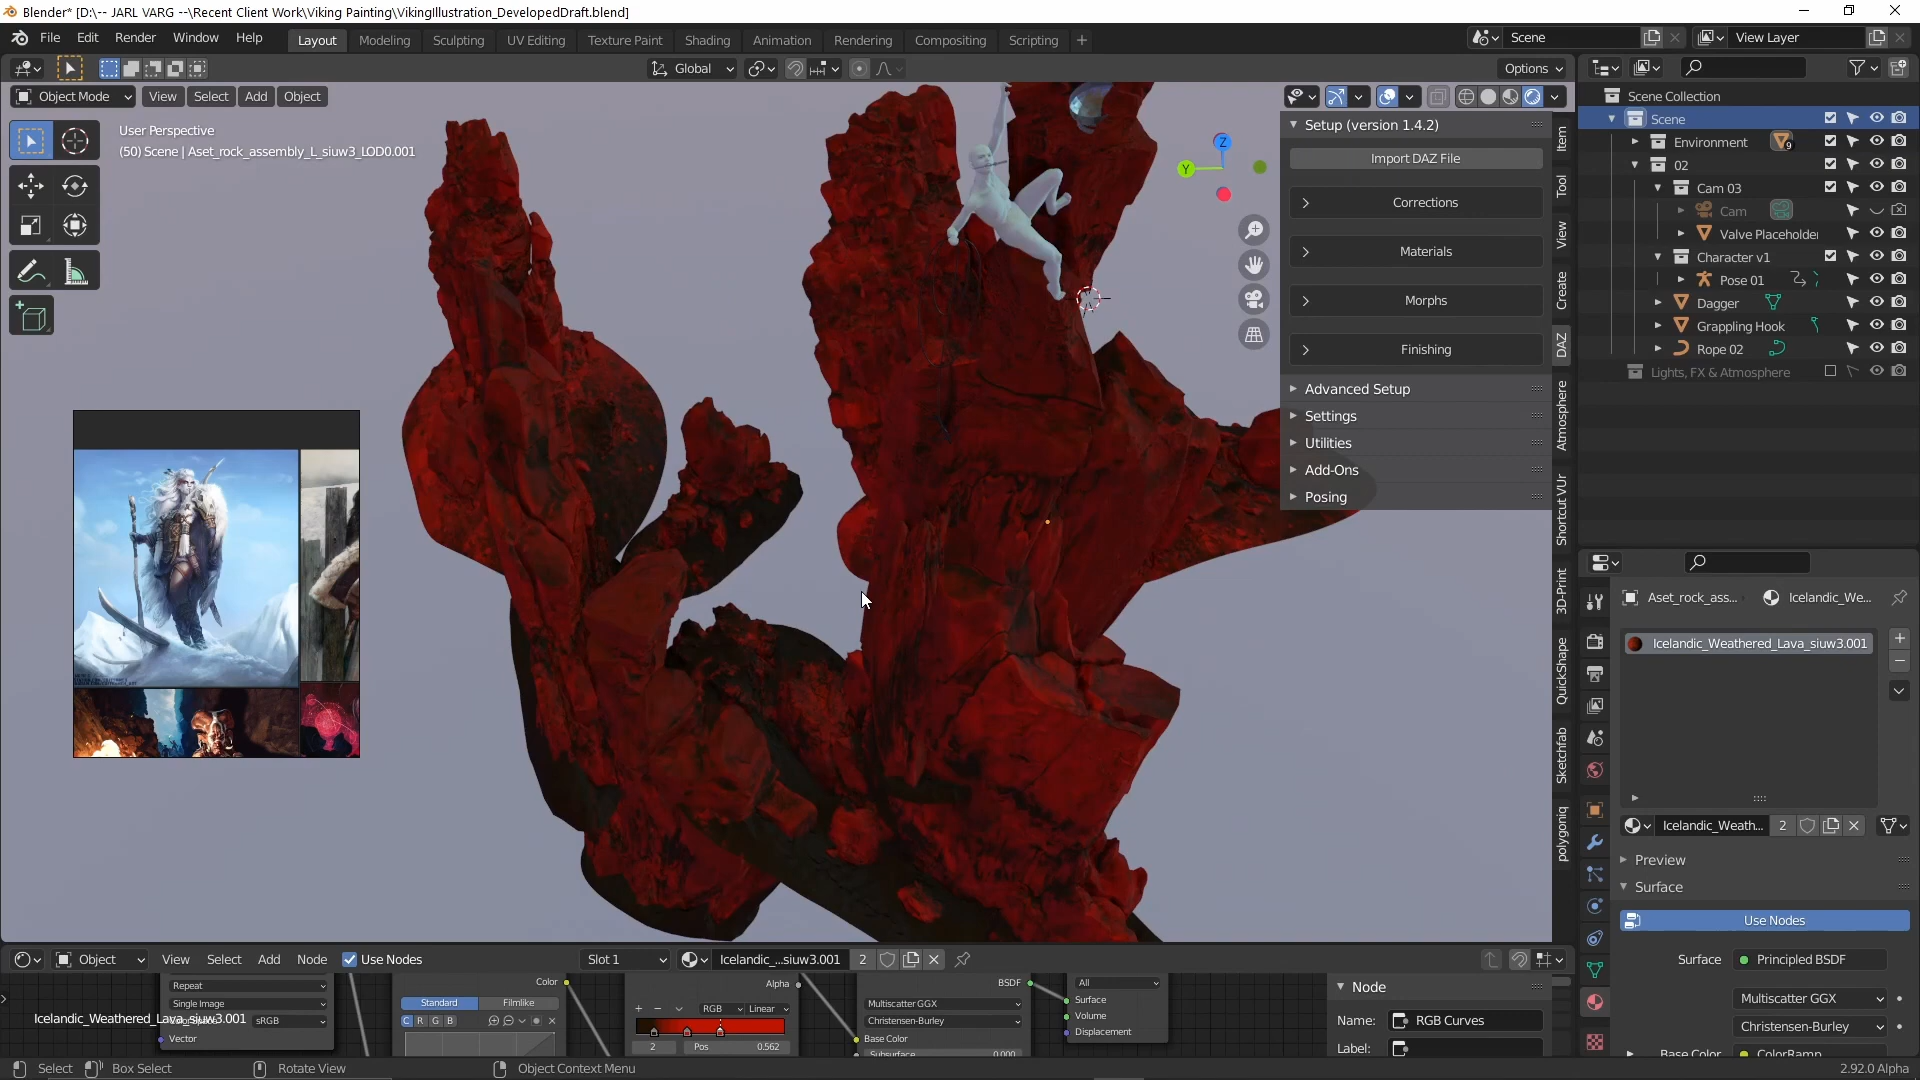 Blender* [D:\-- JARL VARG --\Recent Client Work\Viking Painting\VikingIllustration_DevelopedDraft.blend]
File Edit Render Window Help
Layout Modeling Sculpting UV Editing Texture Paint Shading Animation Rendering Compositing Scripting +
Scene
View Layer
Global
Options
Object Mode View Select Add Object
User Perspective
(50) Scene | Aset_rock_assembly_L_siuw3_LOD0.001
Z
Y
Setup (version 1.4.2)
Import DAZ File
Corrections
Materials
Morphs
Finishing
Advanced Setup
Settings
Utilities
Add-Ons
Posing
Item
Tool
View
Create
DAZ
Atmosphere
Shortcut VUr
3D-Print
QuickShape
Sketchfab
polygoniq
Scene Collection
Scene
Environment
9
02
Cam 03
Cam
Valve Placeholder
Character v1
Pose 01
Dagger
Grappling Hook
Rope 02
Lights, FX & Atmosphere
Aset_rock_ass...
Icelandic_We...
Icelandic_Weathered_Lava_siuw3.001
Icelandic_Weath...
2
Preview
Surface
Use Nodes
Surface Principled BSDF
Multiscatter GGX
Christensen-Burley
Base Color ColorRamp
Object View Select Add Node Use Nodes Slot 1 Icelandic_...siuw3.001 2
Repeat
Single Image
sRGB
Vector
Icelandic_Weathered_Lava_siuw3.001
Color
Standard Filmlike
C R G B
Alpha
+ − RGB Linear
2 Pos 0.562
BSDF
Multiscatter GGX
Christensen-Burley
Base Color
Subsurface 0.000
All
Surface
Volume
Displacement
Node
Name: RGB Curves
Label:
Select Box Select Rotate View Object Context Menu
2.92.0 Alpha